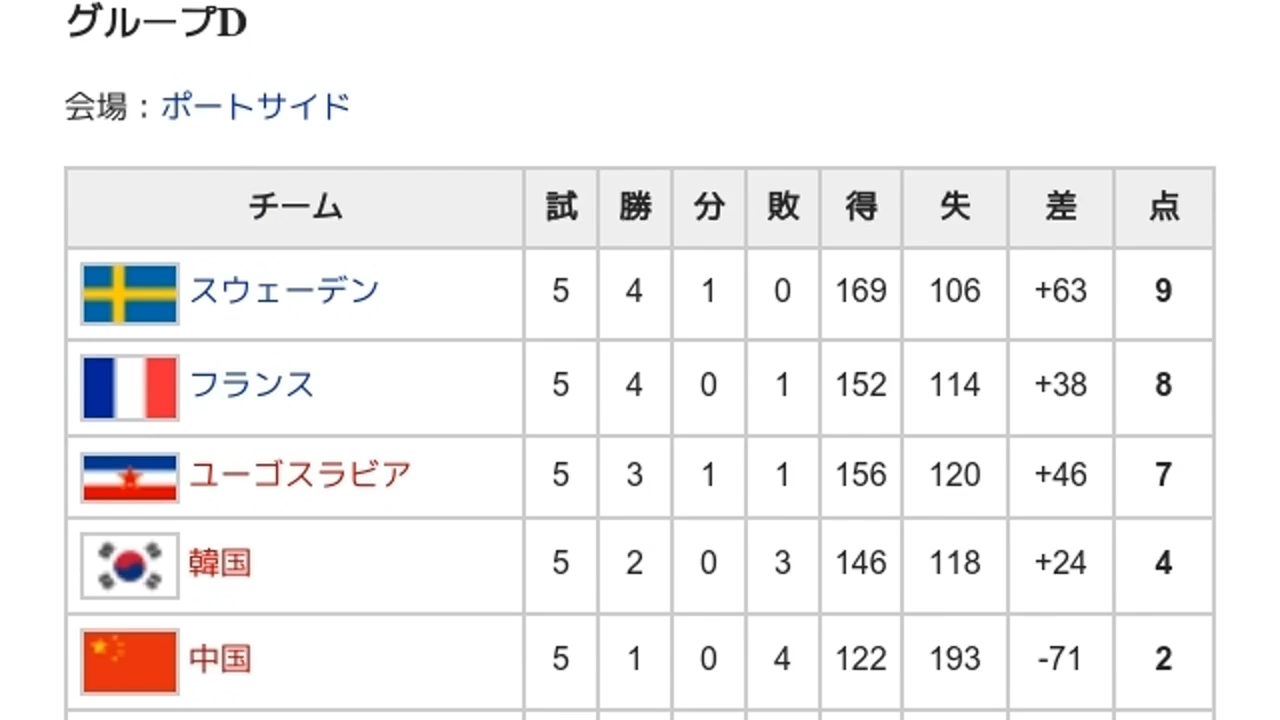 グループD
会場：ポートサイド
チーム 試 勝 分 敗 得 失 差 点
スウェーデン 5 4 1 0 169 106 +63 9
フランス 5 4 0 1 152 114 +38 8
ユーゴスラビア 5 3 1 1 156 120 +46 7
韓国 5 2 0 3 146 118 +24 4
中国 5 1 0 4 122 193 -71 2